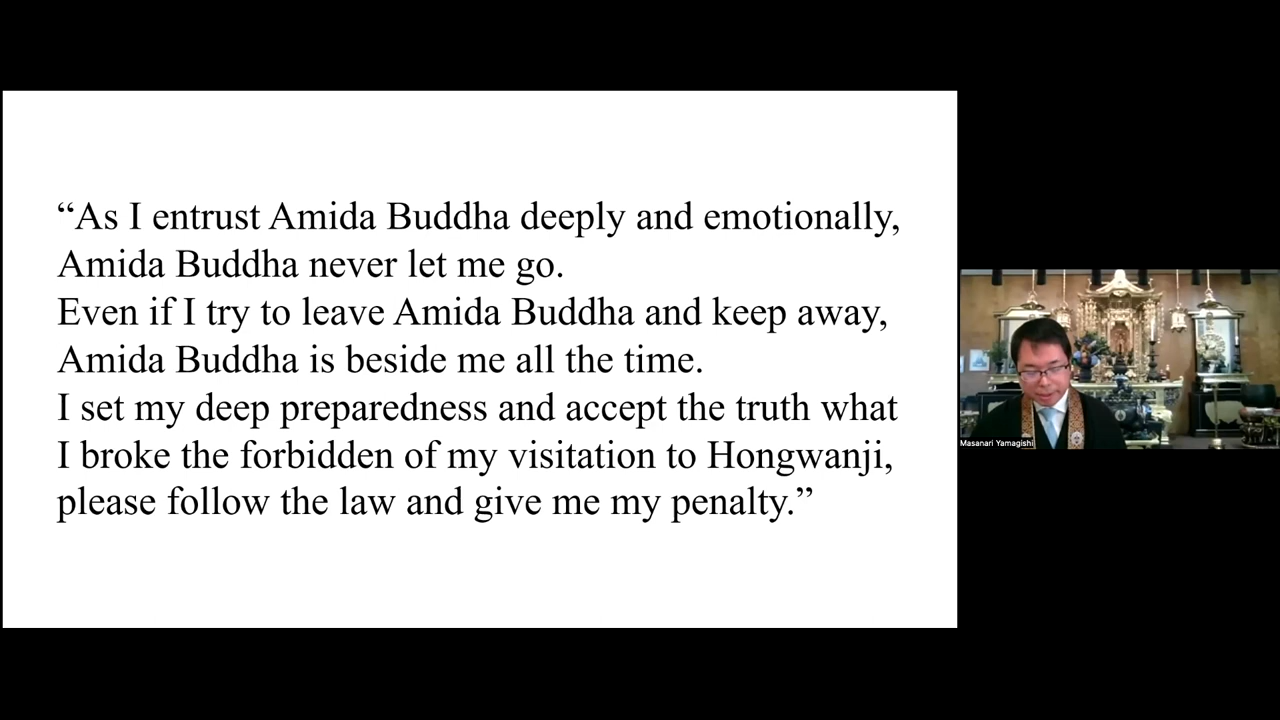 “As I entrust Amida Buddha deeply and emotionally,
Amida Buddha never let me go.
Even if I try to leave Amida Buddha and keep away,
Amida Buddha is beside me all the time.
I set my deep preparedness and accept the truth what
I broke the forbidden of my visitation to Hongwanji,
please follow the law and give me my penalty.”
Masanari Yamagishi